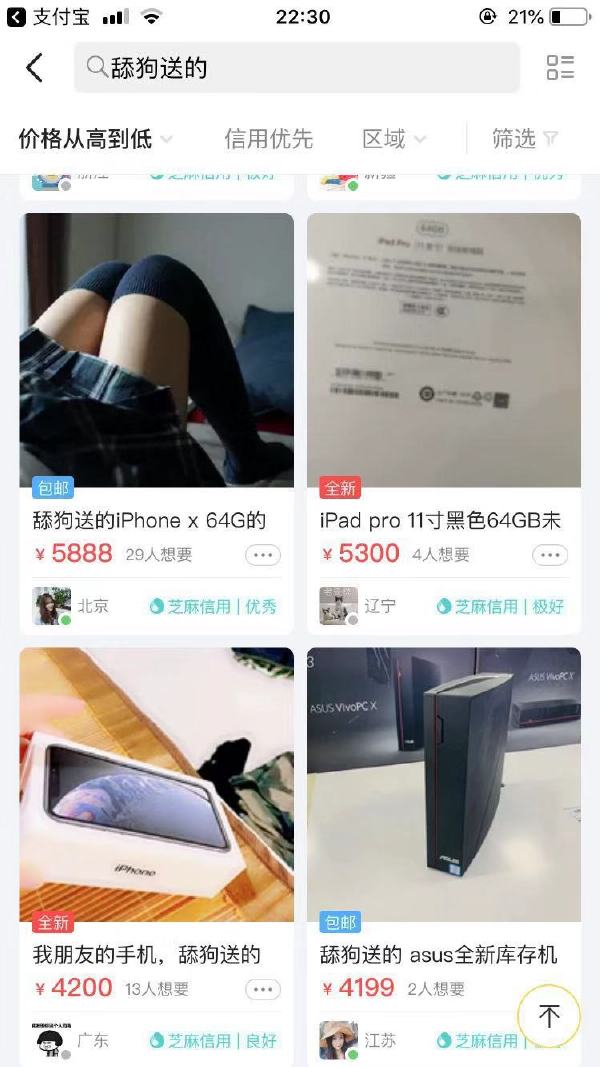 支付宝
22:30
21%
舔狗送的
价格从高到低
信用优先
区域
筛选
芝麻信用 | 极好
芝麻信用 | 优秀
64GB
iPad Pro
包邮
舔狗送的iPhone x 64G的
¥ 5888
29人想要
北京
芝麻信用 | 优秀
全新
iPad pro 11寸黑色64GB未
¥ 5300
4人想要
辽宁
芝麻信用 | 极好
iPhone
全新
我朋友的手机，舔狗送的
¥ 4200
13人想要
广东
芝麻信用 | 良好
3
ASUS VivoPC X
ASUS VivoPC X
ASUS
包邮
舔狗送的 asus全新库存机
¥ 4199
2人想要
江苏
芝麻信用 |